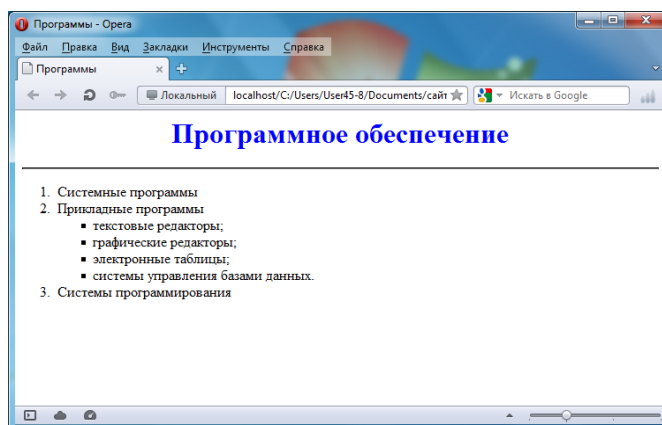 Программы - Opera
Файл Правка Вид Закладки Инструменты Справка
Программы
Локальный localhost/C:/Users/User45-8/Documents/сайт Искать в Google
Программное обеспечение
1. Системные программы
2. Прикладные программы
▪ текстовые редакторы;
▪ графические редакторы;
▪ электронные таблицы;
▪ системы управления базами данных.
3. Системы программирования